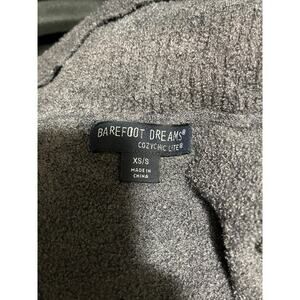 BAREFOOT DREAMS®
COZYCHIC LITE®
XS/S
MADE IN
CHINA